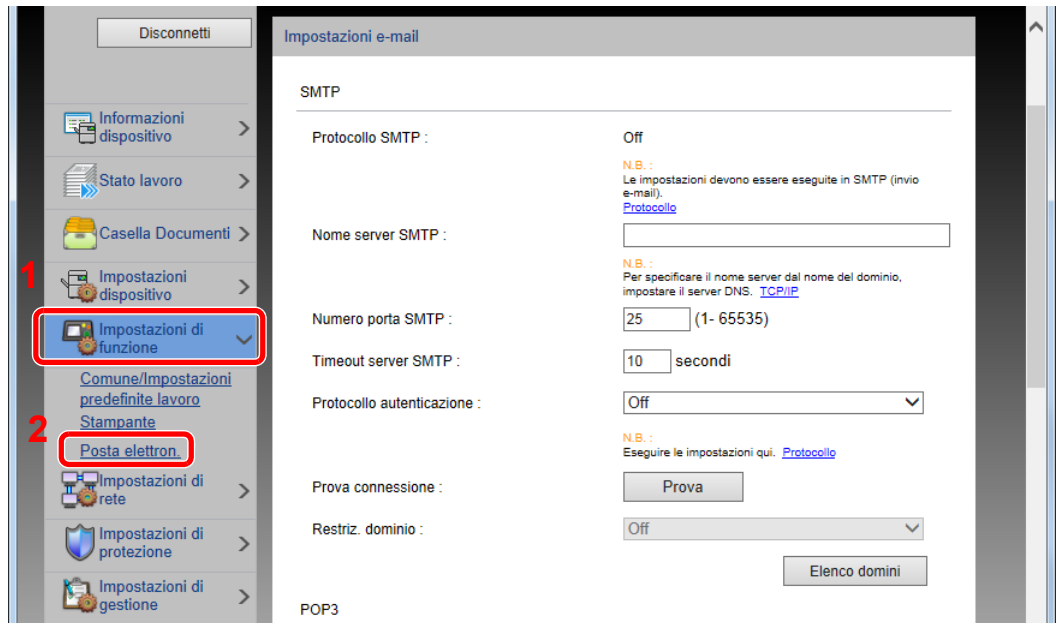 Disconnetti
Informazioni
dispositivo
Stato lavoro
Casella Documenti
1
Impostazioni
dispositivo
Impostazioni di
funzione
Comune/Impostazioni
predefinite lavoro
Stampante
2
Posta elettron.
Impostazioni di
rete
Impostazioni di
protezione
Impostazioni di
gestione
Impostazioni e-mail
SMTP
Protocollo SMTP : Off
N.B. :
Le impostazioni devono essere eseguite in SMTP (invio
e-mail).
Protocollo
Nome server SMTP :
N.B. :
Per specificare il nome server dal nome del dominio,
impostare il server DNS. TCP/IP
Numero porta SMTP : 25 (1- 65535)
Timeout server SMTP : 10 secondi
Protocollo autenticazione : Off
N.B. :
Eseguire le impostazioni qui. Protocollo
Prova connessione : Prova
Restriz. dominio : Off
Elenco domini
POP3